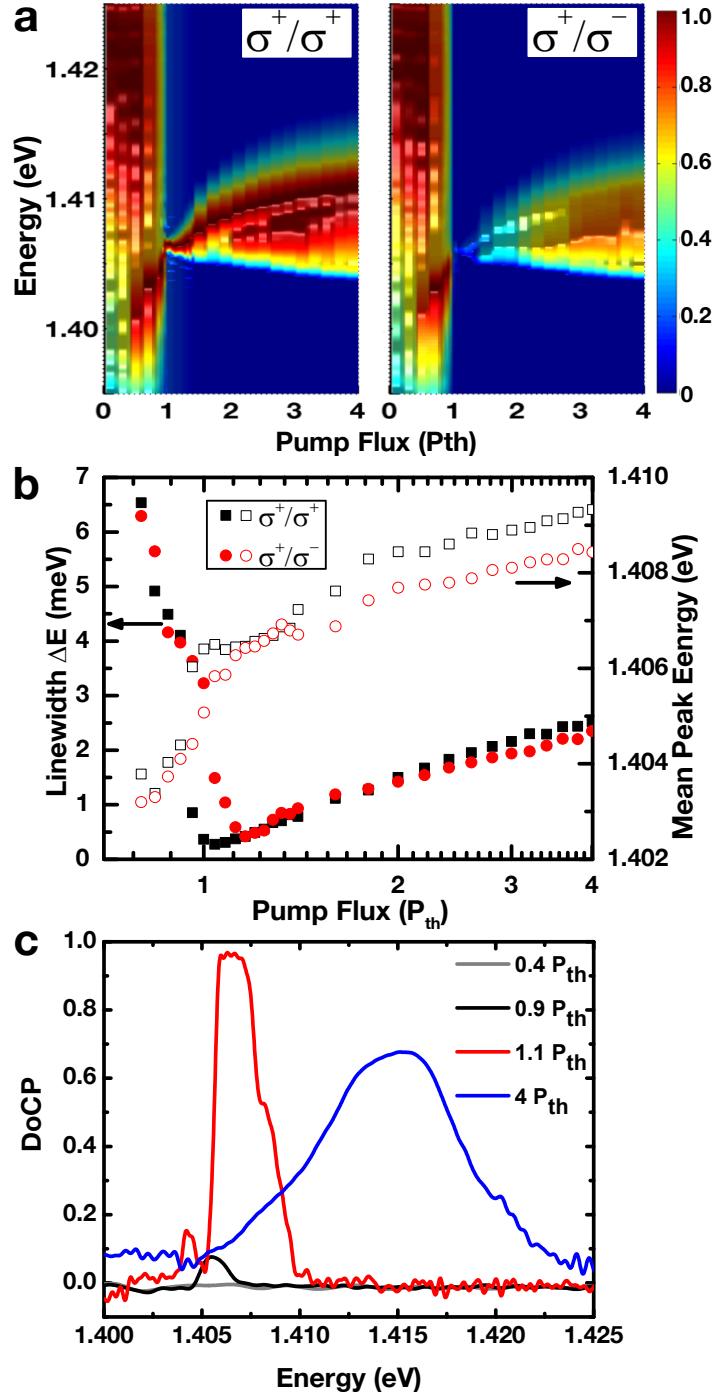 a
σ+/σ+
σ+/σ−
1.0
0.8
0.6
0.4
0.2
0
1.42
1.41
1.40
Energy (eV)
0 1 2 3 4
0 1 2 3 4
Pump Flux (Pth)
b
7
6
5
4
3
2
1
0
Linewidth ΔE (meV)
σ+/σ+
σ+/σ−
1.410
1.408
1.406
1.404
1.402
Mean Peak Eenrgy (eV)
1 2 3 4
Pump Flux (Pth)
c
1.0
0.8
0.6
0.4
0.2
0.0
DoCP
0.4 Pth
0.9 Pth
1.1 Pth
4 Pth
1.400 1.405 1.410 1.415 1.420 1.425
Energy (eV)